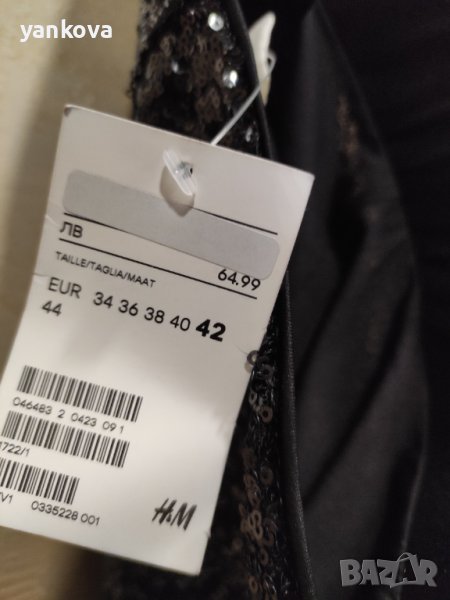 yankova
ЛВ 64.99
TAILLE/TAGLIA/MAAT
EUR 34 36 38 40 42
44
046483 2 0423 09 1
1722/1
0335228 001
H&M
BAZAR